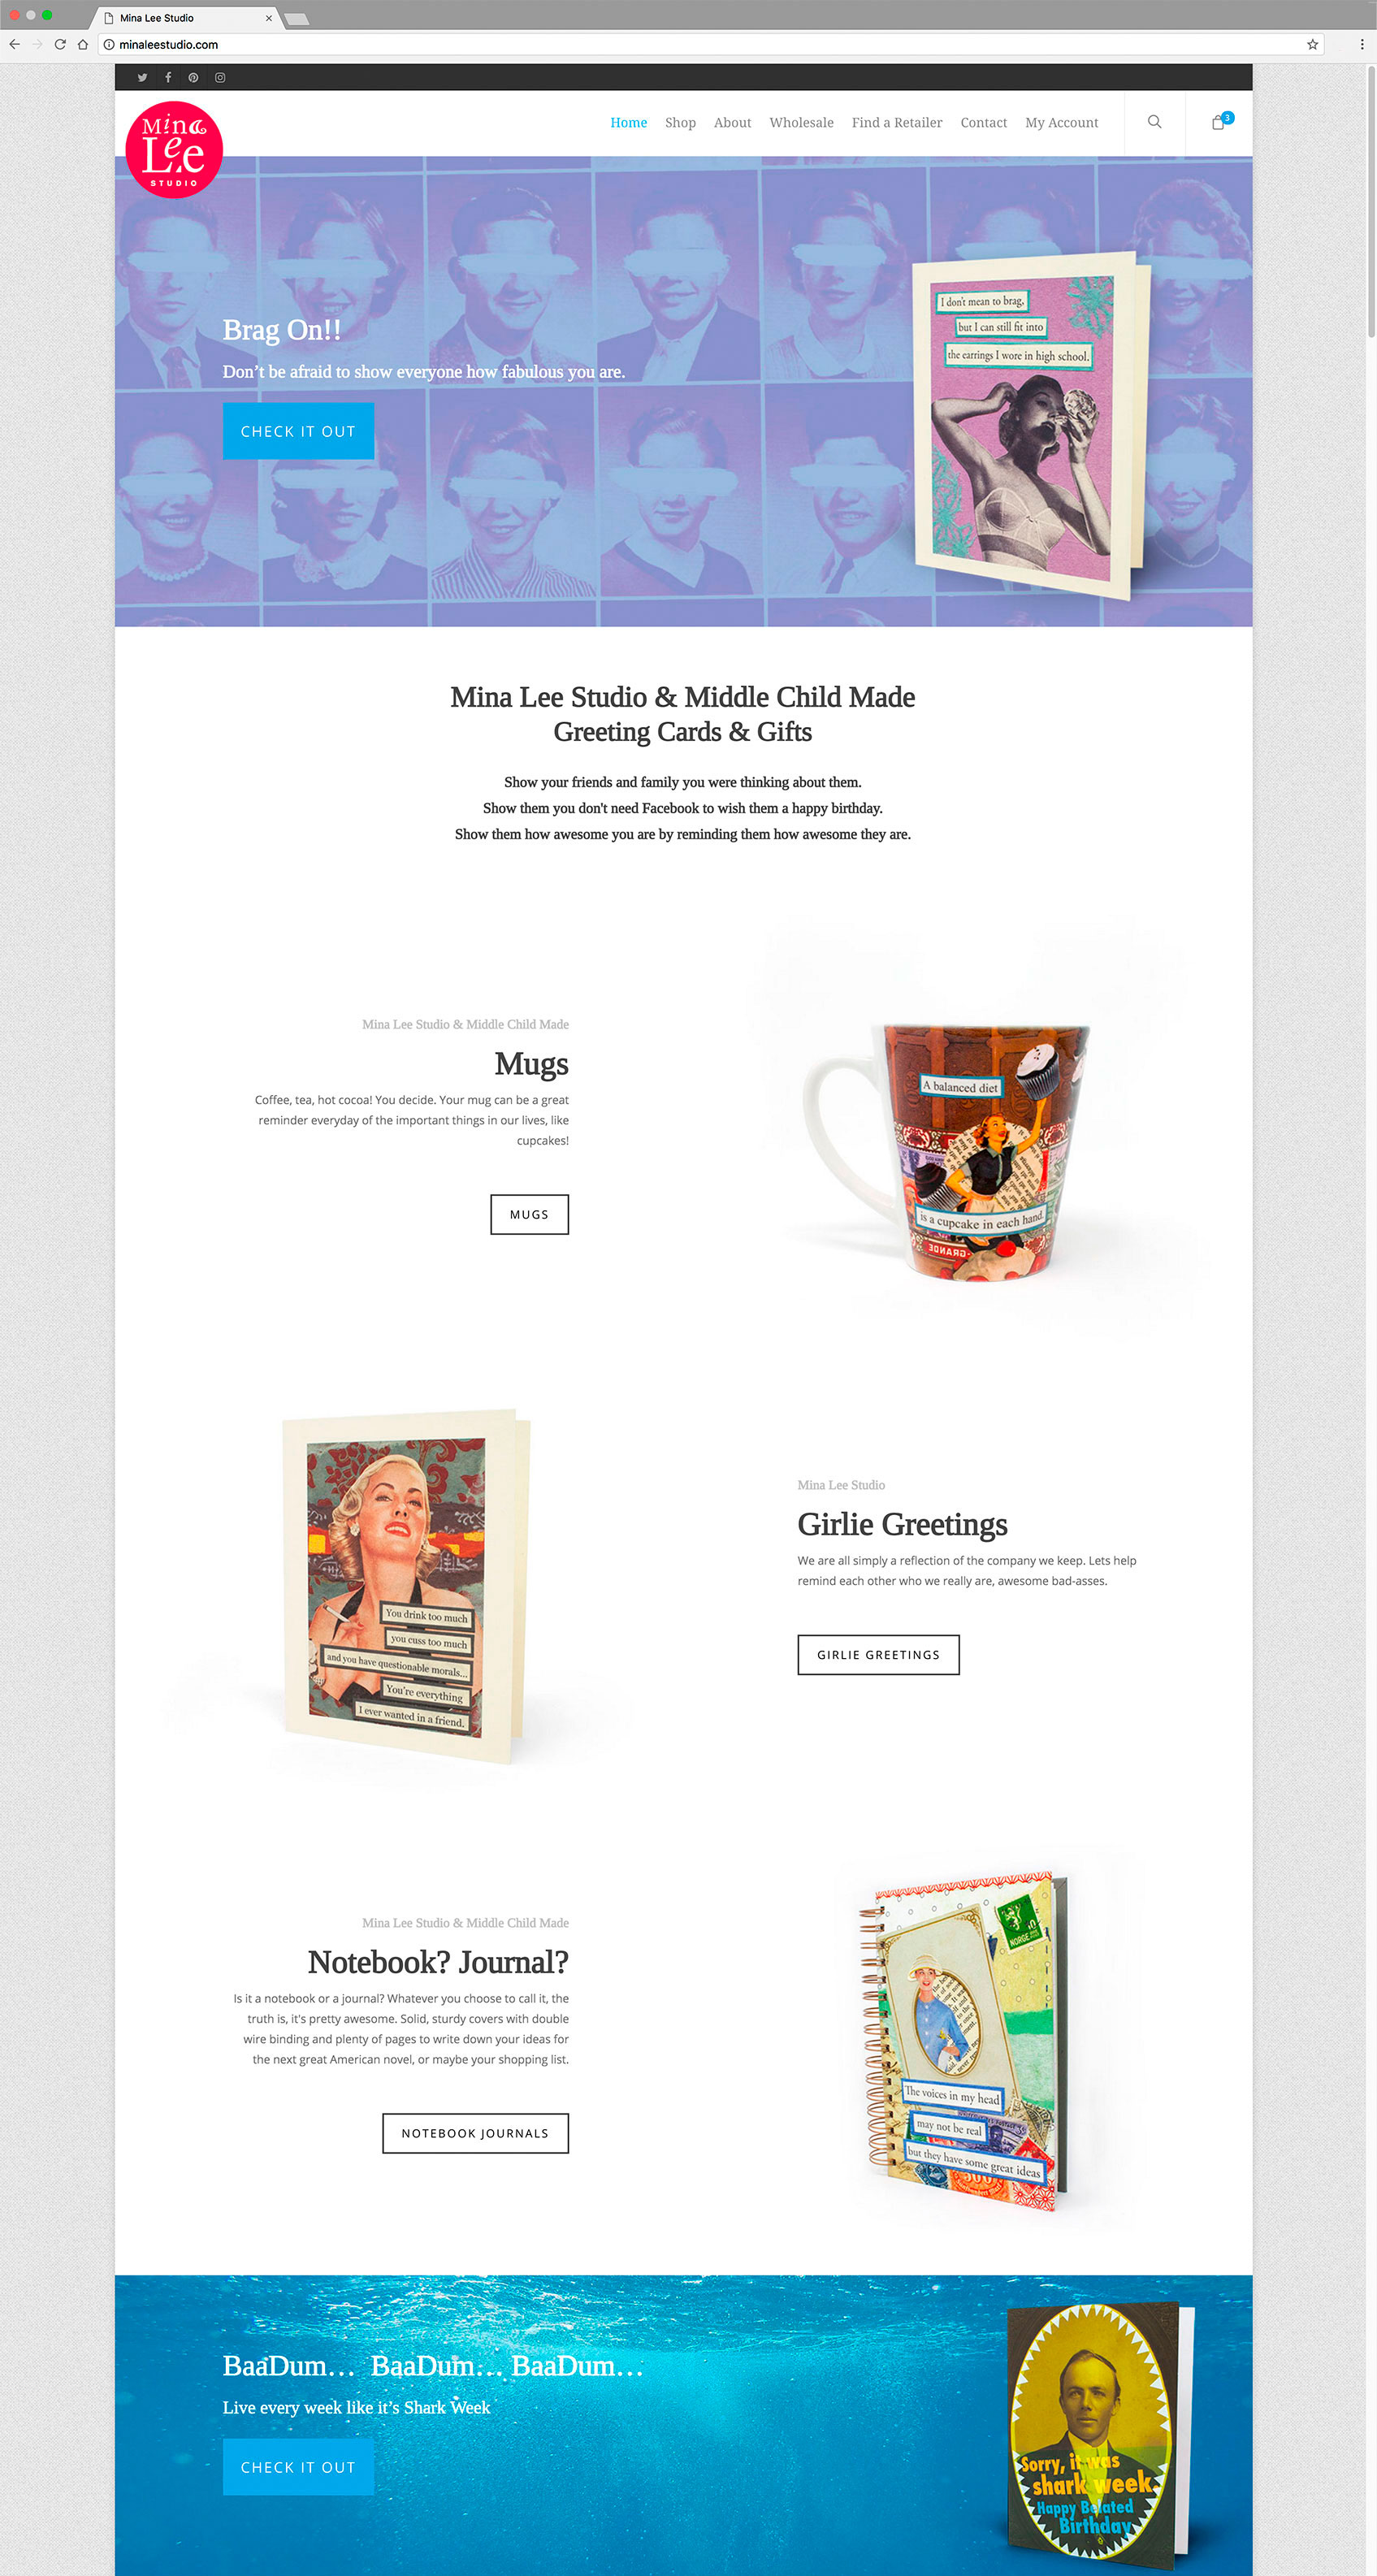 Mina Lee Studio
minaleestudio.com
Mina
Lee
STUDIO
Home Shop About Wholesale Find a Retailer Contact My Account 3
Brag On!!
Don't be afraid to show everyone how fabulous you are.
CHECK IT OUT
I don't mean to brag,
but I can still fit into
the earrings I wore in high school.
Mina Lee Studio & Middle Child Made
Greeting Cards & Gifts
Show your friends and family you were thinking about them.
Show them you don't need Facebook to wish them a happy birthday.
Show them how awesome you are by reminding them how awesome they are.
Mina Lee Studio & Middle Child Made
Mugs
Coffee, tea, hot cocoa! You decide. Your mug can be a great
reminder everyday of the important things in our lives, like
cupcakes!
MUGS
A balanced diet
is a cupcake in each hand.
GRANDE
You drink too much
you cuss too much
and you have questionable morals...
You're everything
I ever wanted in a friend.
Mina Lee Studio
Girlie Greetings
We are all simply a reflection of the company we keep. Lets help
remind each other who we really are, awesome bad-asses.
GIRLIE GREETINGS
Mina Lee Studio & Middle Child Made
Notebook? Journal?
Is it a notebook or a journal? Whatever you choose to call it, the
truth is, it's pretty awesome. Solid, sturdy covers with double
wire binding and plenty of pages to write down your ideas for
the next great American novel, or maybe your shopping list.
NOTEBOOK JOURNALS
NORGE
The voices in my head
may not be real
but they have some great ideas
BaaDum... BaaDum... BaaDum...
Live every week like it's Shark Week
CHECK IT OUT
Sorry, it was
shark week.
Happy Belated
Birthday